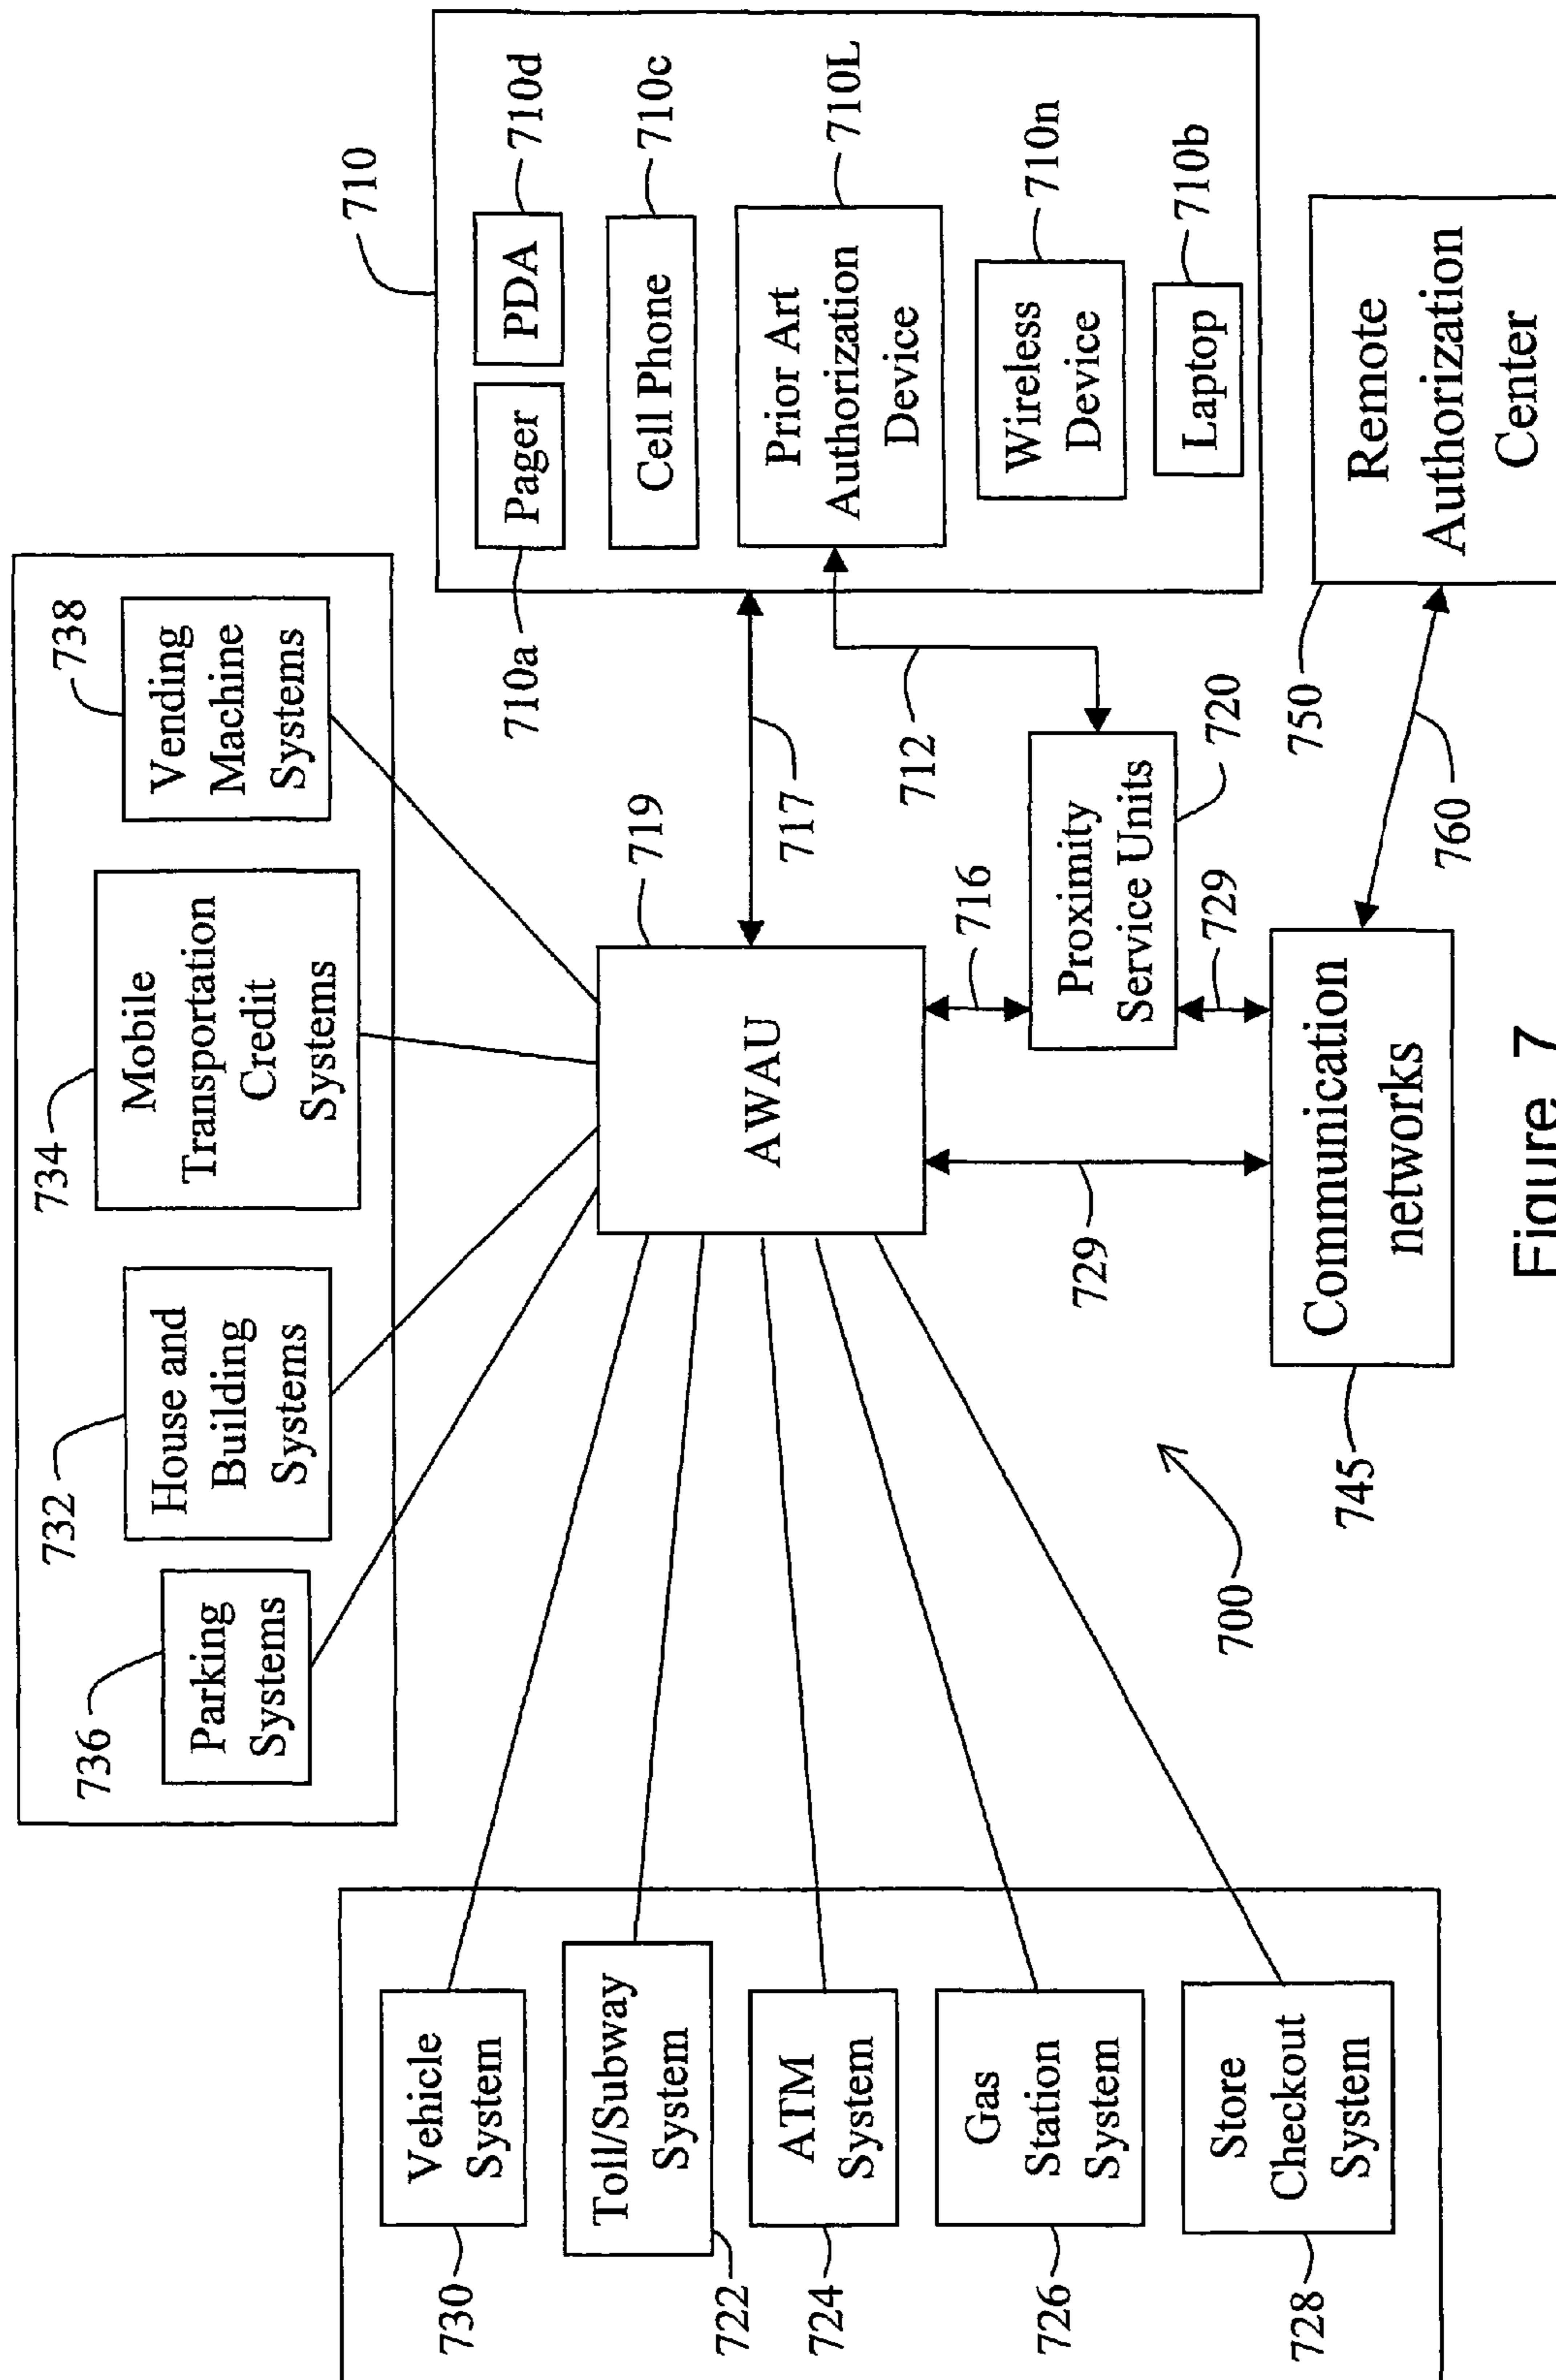 738
Vending
Machine
Systems
734
Mobile
Transportation
Credit
Systems
732
House and
Building
Systems
736
Parking
Systems
710
Pager
PDA
710d
710a
Cell Phone
710c
Prior Art
Authorization
Device
710L
Wireless
Device
710n
Laptop
710b
730
Vehicle
System
722
Toll/Subway
System
724
ATM
System
726
Gas
Station
System
728
Store
Checkout
System
AWAU
719
717
712
716
Proximity
Service Units
720
729
729
Communication
networks
745
700
750
760
Remote
Authorization
Center
Figure 7